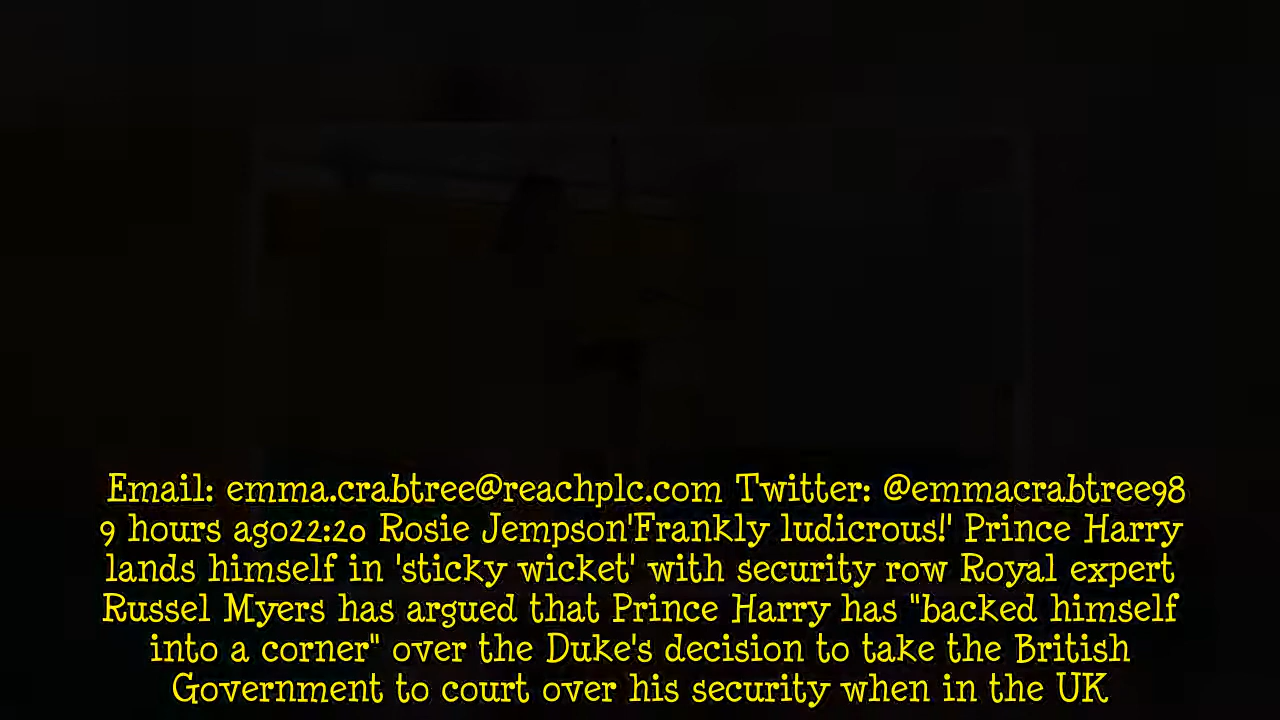 Email: emma.crabtree@reachplc.com Twitter: @emmacrabtree98
9 hours ago22:20 Rosie Jempson'Frankly ludicrous!' Prince Harry
lands himself in 'sticky wicket' with security row Royal expert
Russel Myers has argued that Prince Harry has "backed himself
into a corner" over the Duke's decision to take the British
Government to court over his security when in the UK